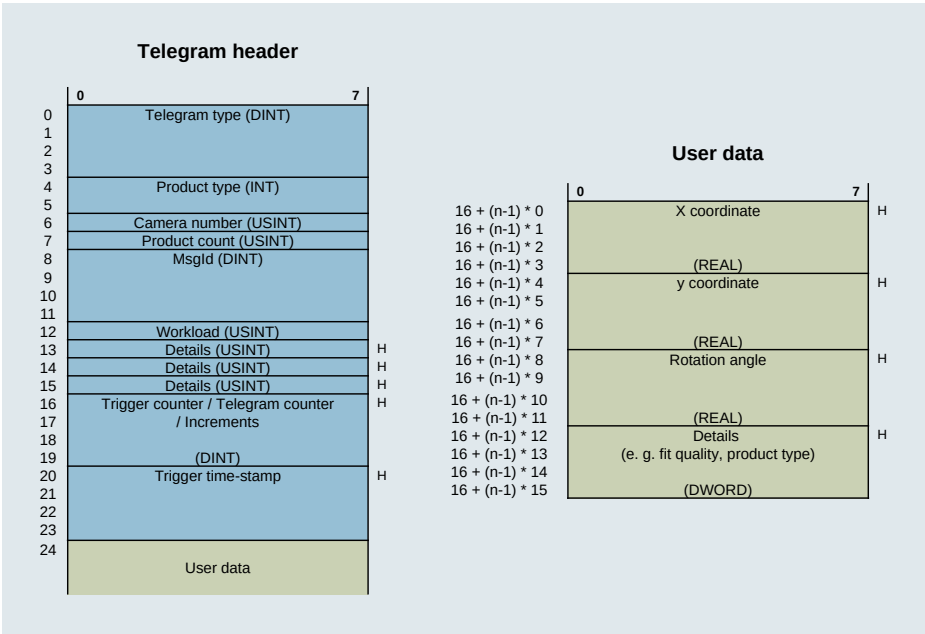 Telegram header
0 7
0 Telegram type (DINT)
1
2
3
4 Product type (INT)
5
6 Camera number (USINT)
7 Product count (USINT)
8 MsgId (DINT)
9
10
11
12 Workload (USINT)
13 Details (USINT) H
14 Details (USINT) H
15 Details (USINT) H
16 Trigger counter / Telegram counter H
17 / Increments
18
19 (DINT)
20 Trigger time-stamp H
21
22
23
24
User data
User data
0 7
16 + (n-1) * 0 X coordinate H
16 + (n-1) * 1
16 + (n-1) * 2
16 + (n-1) * 3 (REAL)
16 + (n-1) * 4 y coordinate H
16 + (n-1) * 5
16 + (n-1) * 6
16 + (n-1) * 7 (REAL)
16 + (n-1) * 8 Rotation angle H
16 + (n-1) * 9
16 + (n-1) * 10
16 + (n-1) * 11 (REAL)
16 + (n-1) * 12 Details H
16 + (n-1) * 13 (e. g. fit quality, product type)
16 + (n-1) * 14
16 + (n-1) * 15 (DWORD)